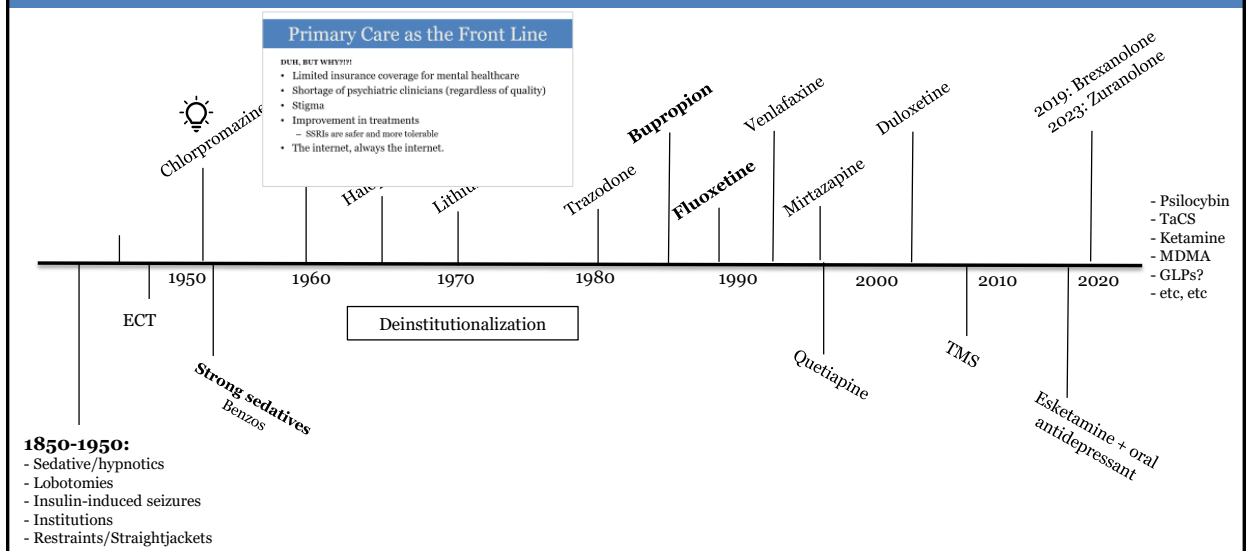 Primary Care as the Front Line
DUH, BUT WHY?!?!
• Limited insurance coverage for mental healthcare
• Shortage of psychiatric clinicians (regardless of quality)
• Stigma
• Improvement in treatments
– SSRIs are safer and more tolerable
• The internet, always the internet.
Chlorpromazine
Trazodone
Bupropion
Fluoxetine
Venlafaxine
Mirtazapine
Duloxetine
2019: Brexanolone
2023: Zuranolone
- Psilocybin
- TaCS
- Ketamine
- MDMA
- GLPs?
- etc, etc
1950
1960
1970
1980
1990
2000
2010
2020
ECT
Deinstitutionalization
Strong sedatives
Benzos
Quetiapine
TMS
Esketamine + oral
antidepressant
1850-1950:
- Sedative/hypnotics
- Lobotomies
- Insulin-induced seizures
- Institutions
- Restraints/Straightjackets